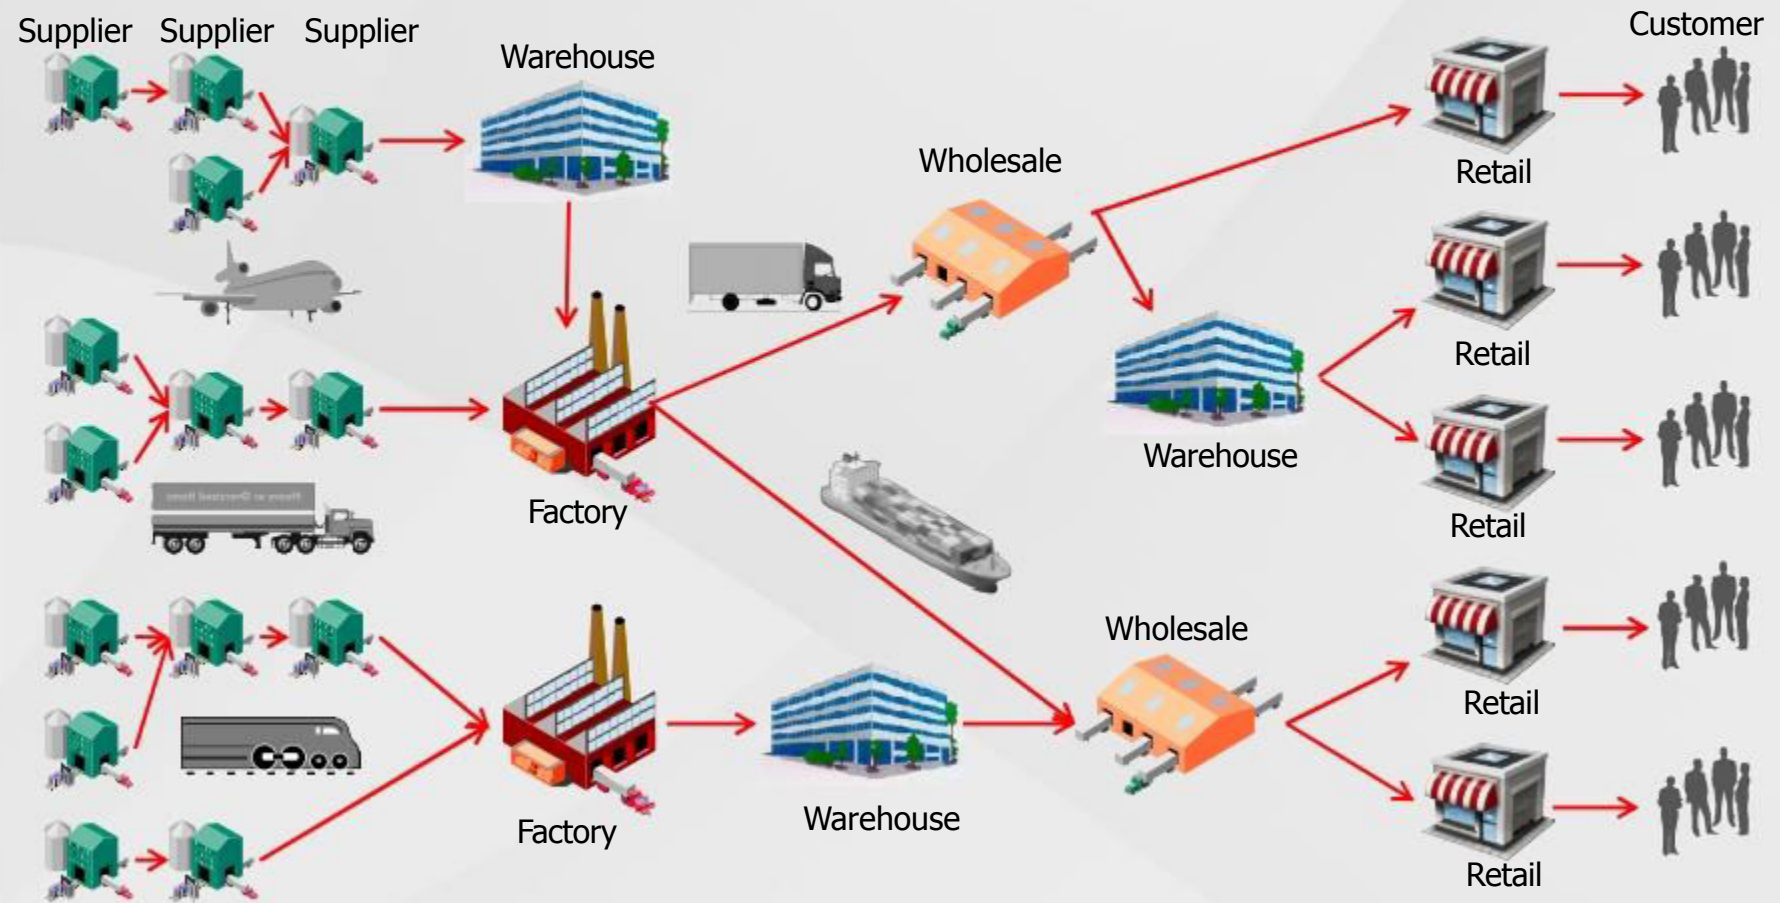 Supplier
Supplier
Supplier
Warehouse
Customer
Wholesale
Retail
Retail
Warehouse
Factory
Retail
Wholesale
Retail
Warehouse
Factory
Retail